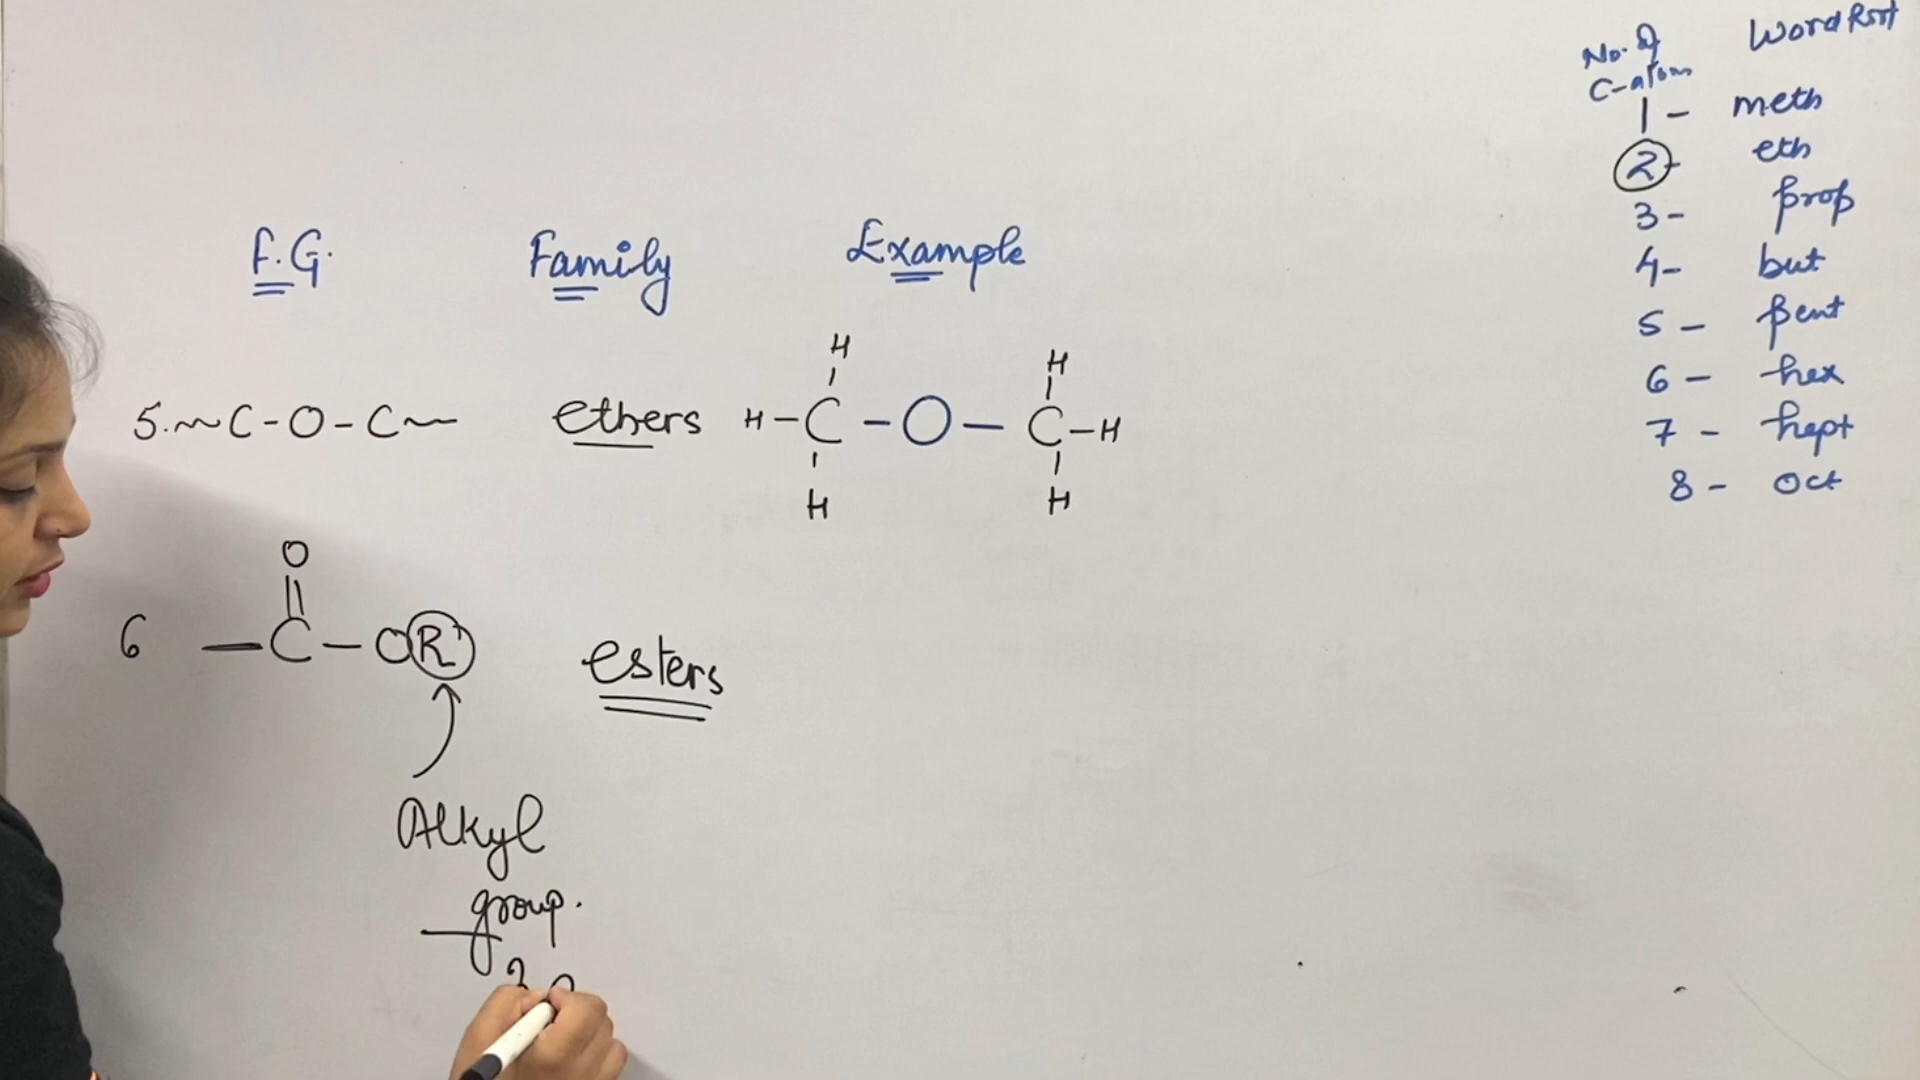 No. of Word Root
C-atom
1 - meth
2 - eth
3 - prop
4 - but
5 - pent
6 - hex
7 - hept
8 - oct
F.G. Family Example
H H
5. ~C-O-C~ ethers H-C-O-C-H
H H
O
6 -C-OR' esters
Alkyl
group.